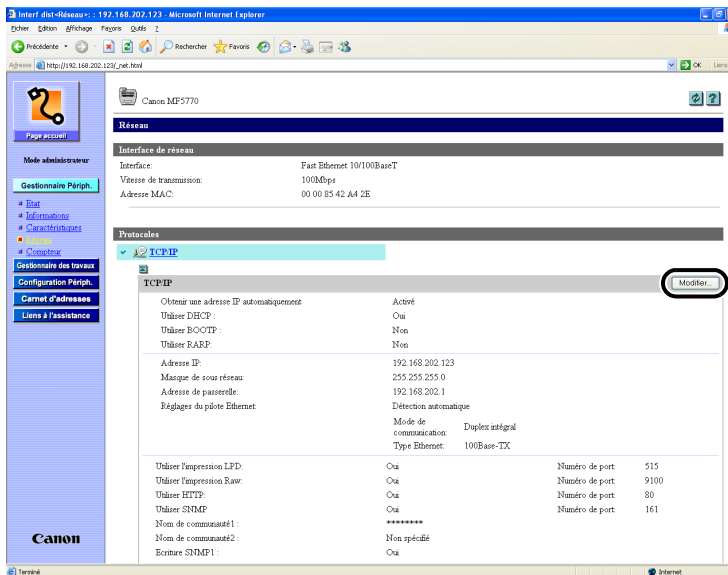 Interf dist<Réseau>: : 192.168.202.123 - Microsoft Internet Explorer
Fichier Edition Affichage Favoris Outils ?
Précédente Rechercher Favoris
Adresse http://192.168.202.123/_net.html OK Liens
Canon MF5770
Page accueil
Réseau
Mode administrateur
Interface de réseau
Interface: Fast Ethernet 10/100BaseT
Vitesse de transmission: 100Mbps
Adresse MAC: 00 00 85 42 A4 2E
Gestionnaire Périph.
Etat
Informations
Caractéristiques
Réseau
Compteur
Gestionnaire des travaux
Configuration Périph.
Carnet d'adresses
Liens à l'assistance
Protocoles
TCP/IP
TCP/IP Modifier...
Obtenir une adresse IP automatiquement Activé
Utiliser DHCP : Oui
Utiliser BOOTP : Non
Utiliser RARP: Non
Adresse IP: 192.168.202.123
Masque de sous réseau: 255.255.255.0
Adresse de passerelle: 192.168.202.1
Réglages du pilote Ethernet: Détection automatique
Mode de communication: Duplex intégral
Type Ethernet: 100Base-TX
Utiliser l'impression LPD: Oui Numéro de port: 515
Utiliser l'impression Raw: Oui Numéro de port: 9100
Utiliser HTTP: Oui Numéro de port: 80
Utiliser SNMP Oui Numéro de port: 161
Nom de communauté1 : ********
Nom de communauté2 : Non spécifié
Ecriture SNMP1 : Oui
Canon
Terminé Internet